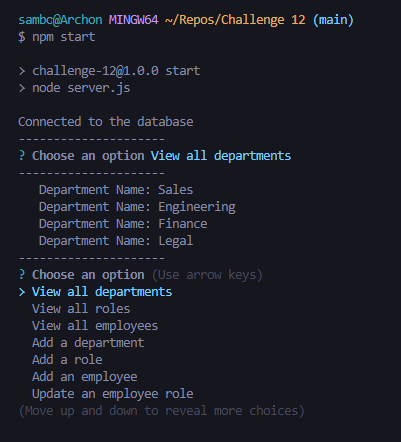 sambo@Archon MINGW64 ~/Repos/Challenge 12 (main)
$ npm start
> challenge-12@1.0.0 start
> node server.js
Connected to the database
---------------------
? Choose an option View all departments
---------------------
Department Name: Sales
Department Name: Engineering
Department Name: Finance
Department Name: Legal
---------------------
? Choose an option (Use arrow keys)
> View all departments
View all roles
View all employees
Add a department
Add a role
Add an employee
Update an employee role
(Move up and down to reveal more choices)